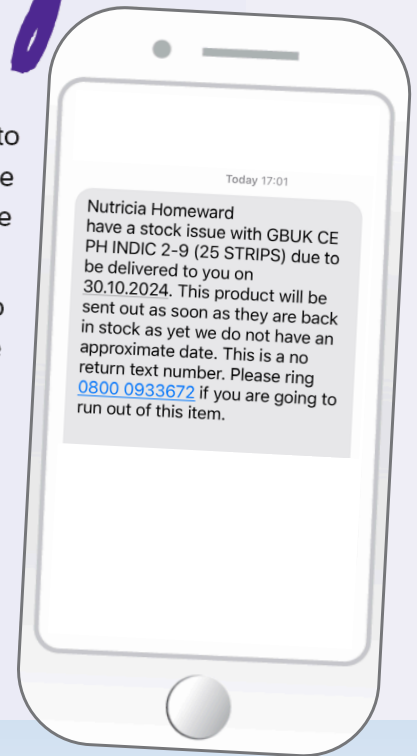 to
e
e
o
Today 17:01
Nutricia Homeward
have a stock issue with GBUK CE
PH INDIC 2-9 (25 STRIPS) due to
be delivered to you on
30.10.2024. This product will be
sent out as soon as they are back
in stock as yet we do not have an
approximate date. This is a no
return text number. Please ring
0800 0933672 if you are going to
run out of this item.